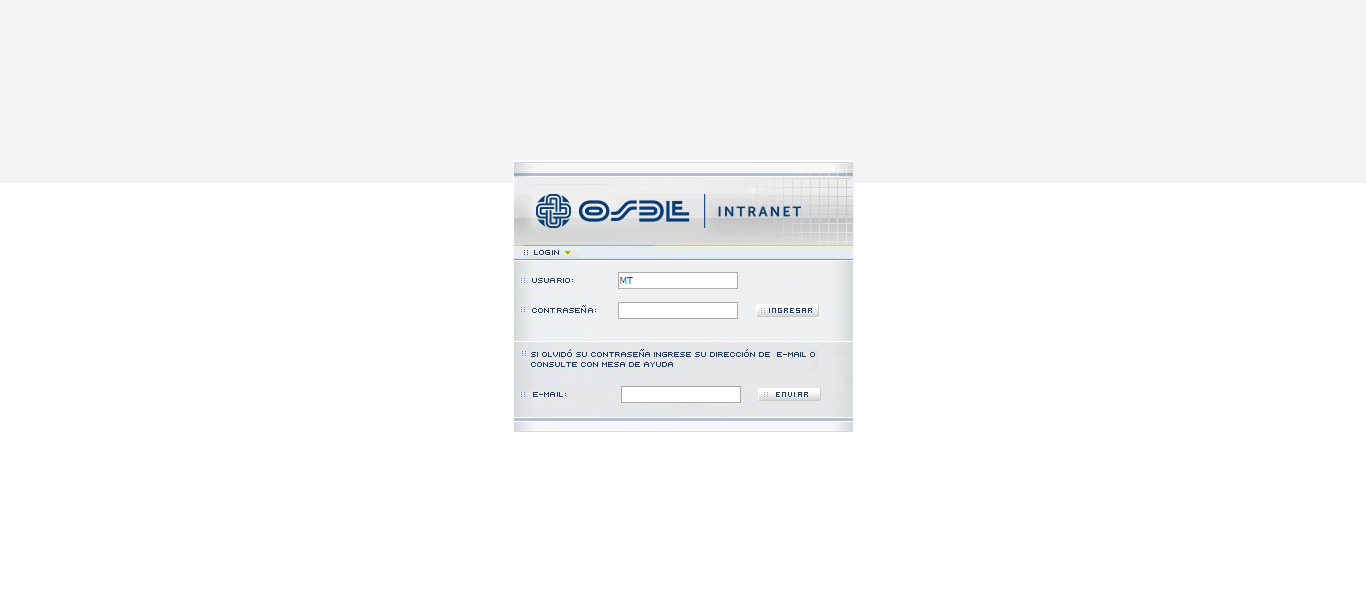 OSDE INTRANET
LOGIN
USUARIO: MT
CONTRASEÑA: INGRESAR
SI OLVIDÓ SU CONTRASEÑA INGRESE SU DIRECCIÓN DE E-MAIL O
CONSULTE CON MESA DE AYUDA
E-MAIL: ENVIAR